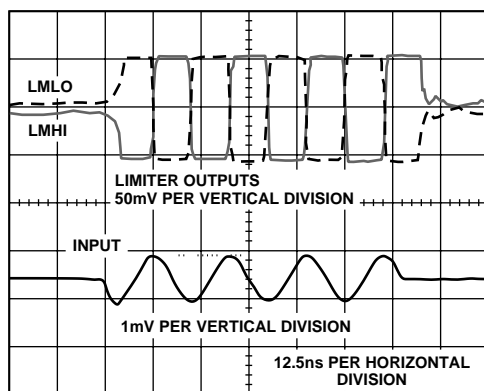 LMLO
LMHI
LIMITER OUTPUTS
50mV PER VERTICAL DIVISION
INPUT
1mV PER VERTICAL DIVISION
12.5ns PER HORIZONTAL
DIVISION